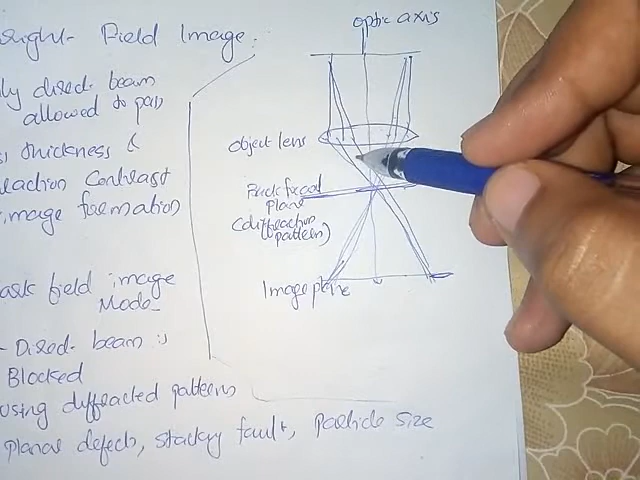 Bright- Field Image.
only direct beam
allowed to pass
thickness &
Contrast
image formation
Dark field image
Mode
- Direct beam is
Blocked
using diffracted patterns
planar defects, stacking fault, particle size
optic axis
object lens
Back focal
plane
(diffraction
pattern)
Image plane